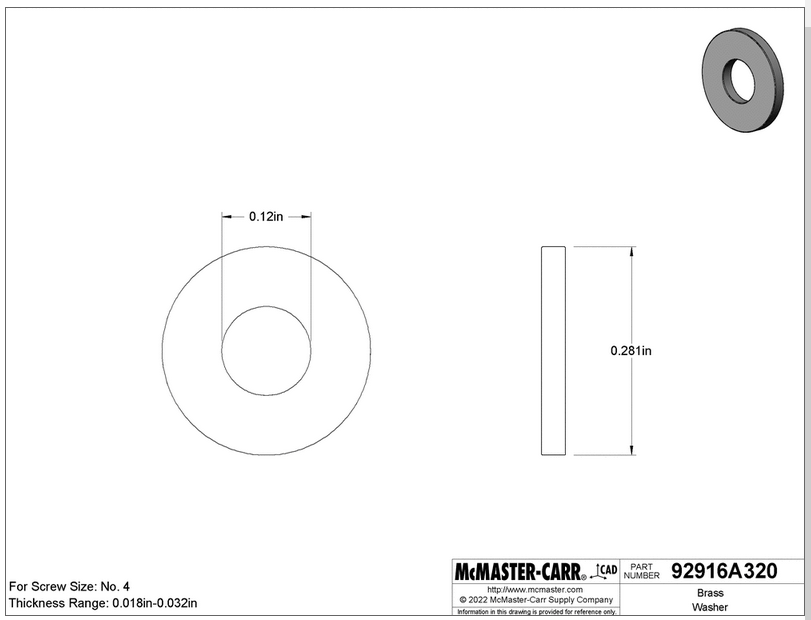 0.12in
0.281in
For Screw Size: No. 4
Thickness Range: 0.018in-0.032in
McMASTER-CARR® CAD
http://www.mcmaster.com
© 2022 McMaster-Carr Supply Company
Information in this drawing is provided for reference only.
PART
NUMBER
92916A320
Brass
Washer